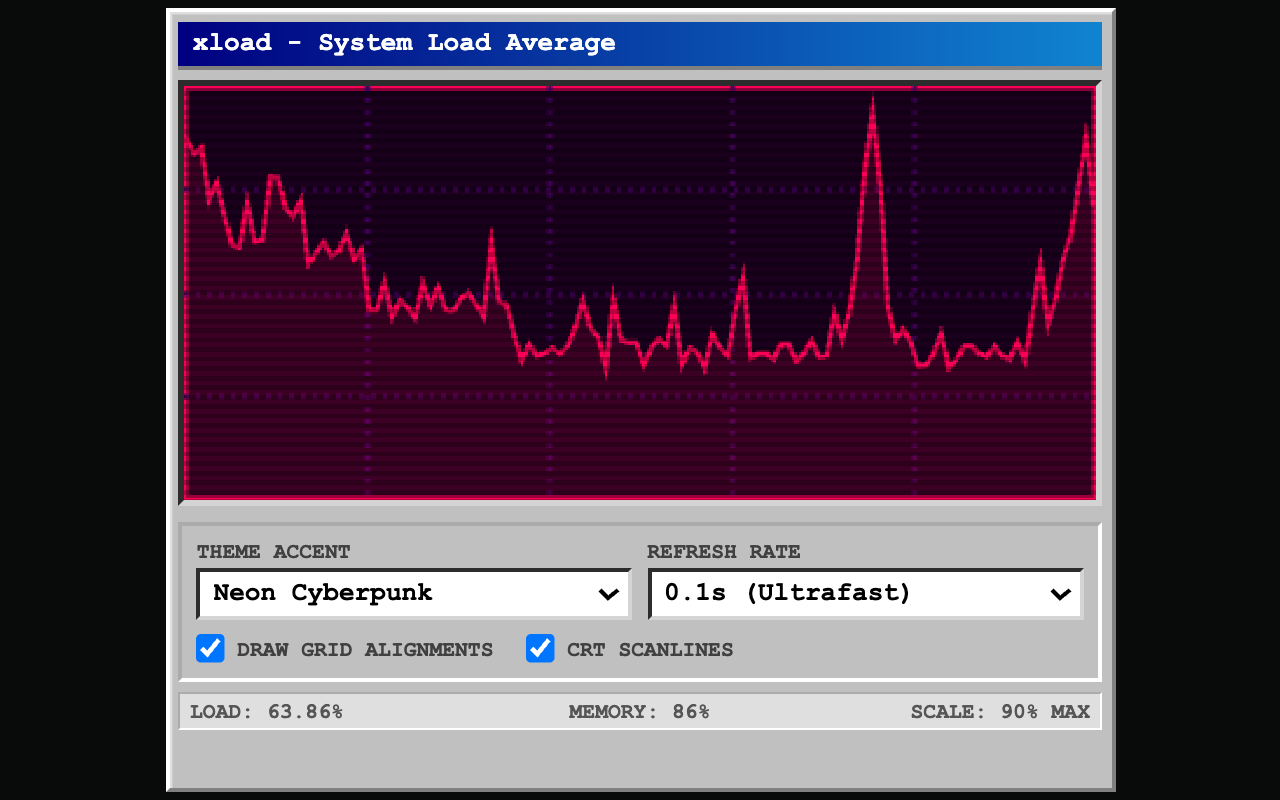 xload - System Load Average
THEME ACCENT
REFRESH RATE
Neon Cyberpunk
0.1s (Ultrafast)
DRAW GRID ALIGNMENTS
CRT SCANLINES
LOAD: 63.86%
MEMORY: 86%
SCALE: 90% MAX